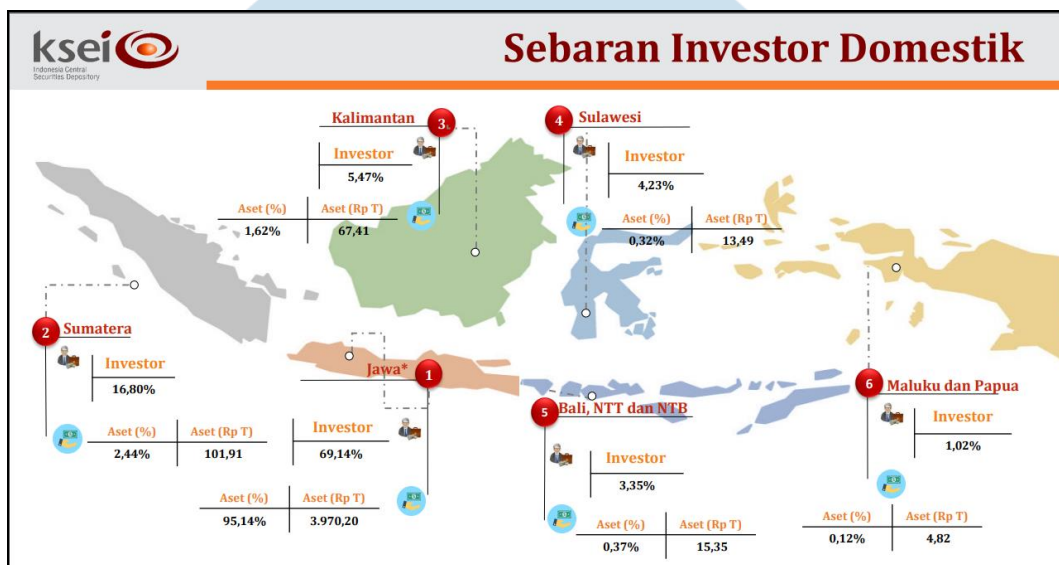 ksei
Indonesia Central
Securities Depository
Sebaran Investor Domestik
Kalimantan
3
Investor
5,47%
Aset (%) Aset (Rp T)
1,62% 67,41
4
Sulawesi
Investor
4,23%
Aset (%) Aset (Rp T)
0,32% 13,49
2
Sumatera
Investor
16,80%
Aset (%) Aset (Rp T)
2,44% 101,91
Jawa*
1
Investor
69,14%
Aset (%) Aset (Rp T)
95,14% 3.970,20
5
Bali, NTT dan NTB
Investor
3,35%
Aset (%) Aset (Rp T)
0,37% 15,35
6
Maluku dan Papua
Investor
1,02%
Aset (%) Aset (Rp T)
0,12% 4,82